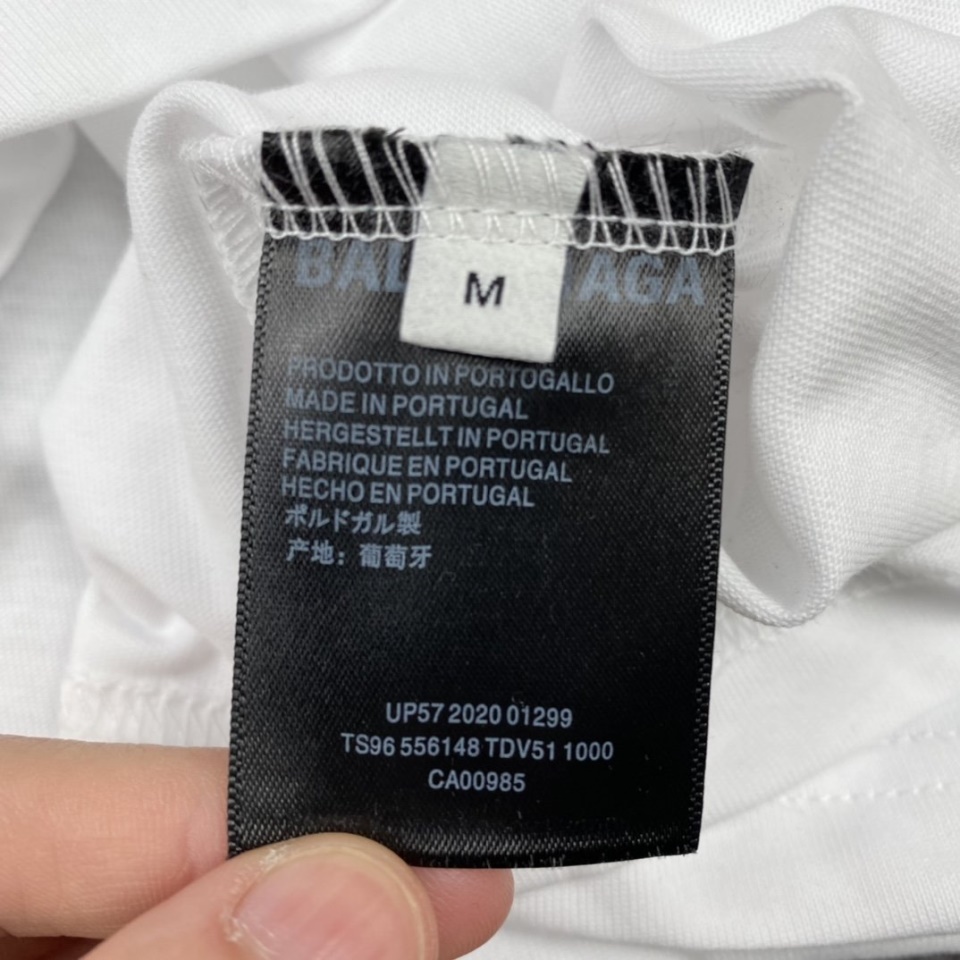 BAL AGA
M
PRODOTTO IN PORTOGALLO
MADE IN PORTUGAL
HERGESTELLT IN PORTUGAL
FABRIQUE EN PORTUGAL
HECHO EN PORTUGAL
ポルドガル製
产地：葡萄牙
UP57 2020 01299
TS96 556148 TDV51 1000
CA00985